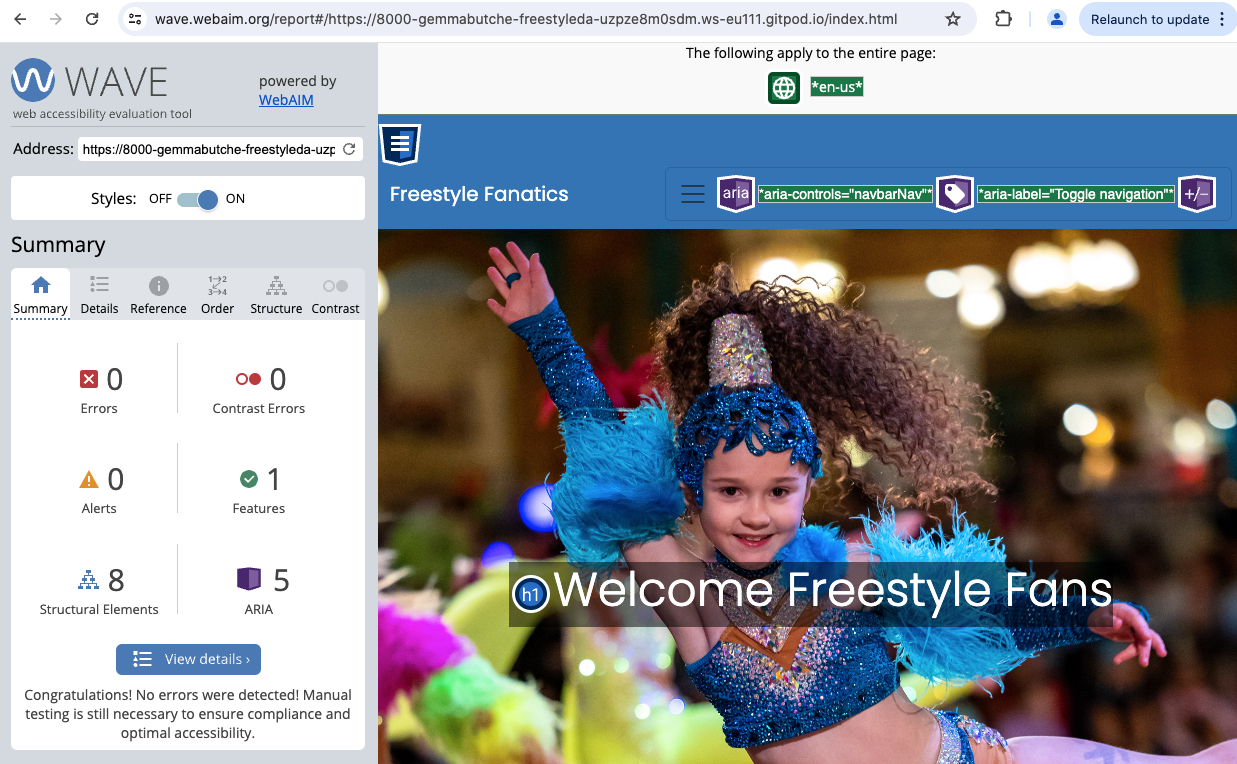 wave.webaim.org/report#/https://8000-gemmabutche-freestyleda-uzpze8m0sdm.ws-eu111.gitpod.io/index.html
Relaunch to update
WAVE
web accessibility evaluation tool
powered by
WebAIM
Address: https://8000-gemmabutche-freestyleda-uzp
Styles: OFF ON
Summary
Summary Details Reference Order Structure Contrast
0
Errors
0
Contrast Errors
0
Alerts
1
Features
8
Structural Elements
5
ARIA
View details ›
Congratulations! No errors were detected! Manual
testing is still necessary to ensure compliance and
optimal accessibility.
The following apply to the entire page:
*en-us*
Freestyle Fanatics
aria *aria-controls="navbarNav"* *aria-label="Toggle navigation"* +/-
h1 Welcome Freestyle Fans